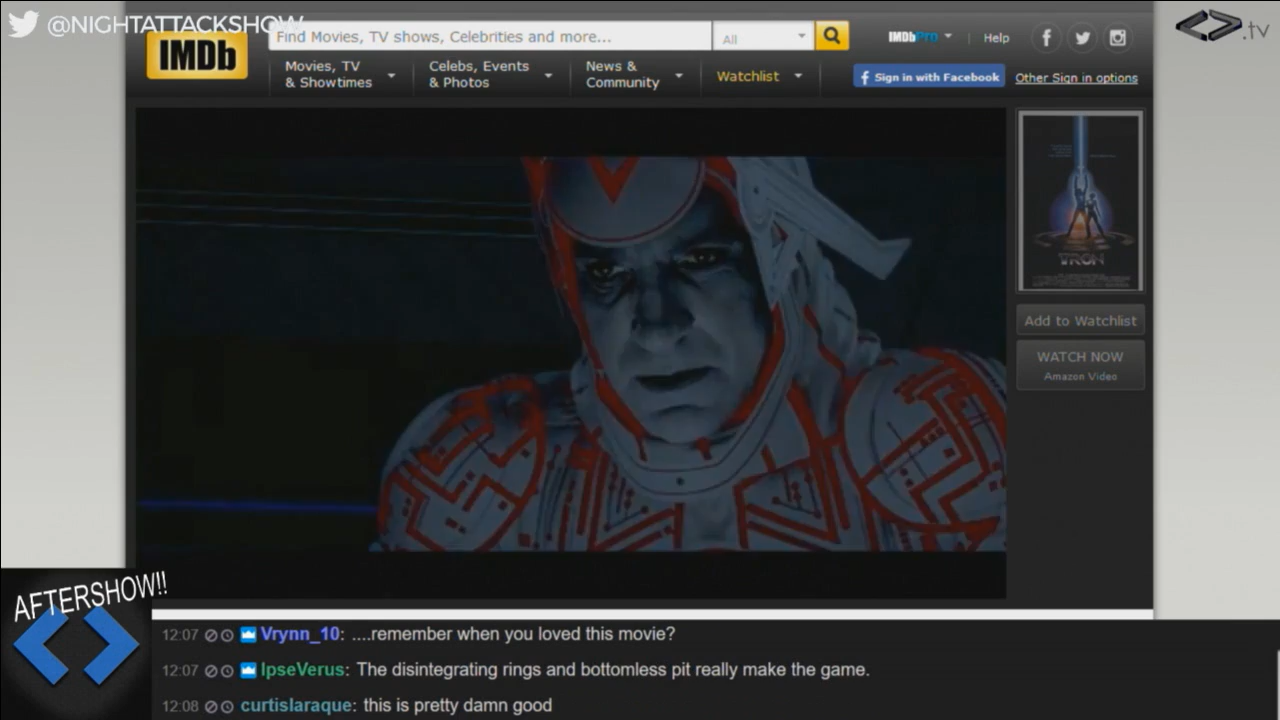 @NIGHTATTACKSHOW
.tv
IMDb
Find Movies, TV shows, Celebrities and more...
All
IMDbPro
Help
Movies, TV
& Showtimes
Celebs, Events
& Photos
News &
Community
Watchlist
Sign in with Facebook
Other Sign in options
TRON
Add to Watchlist
WATCH NOW
Amazon Video
AFTERSHOW!!
12:07 Vrynn_10: ....remember when you loved this movie?
12:07 IpseVerus: The disintegrating rings and bottomless pit really make the game.
12:08 curtislaraque: this is pretty damn good